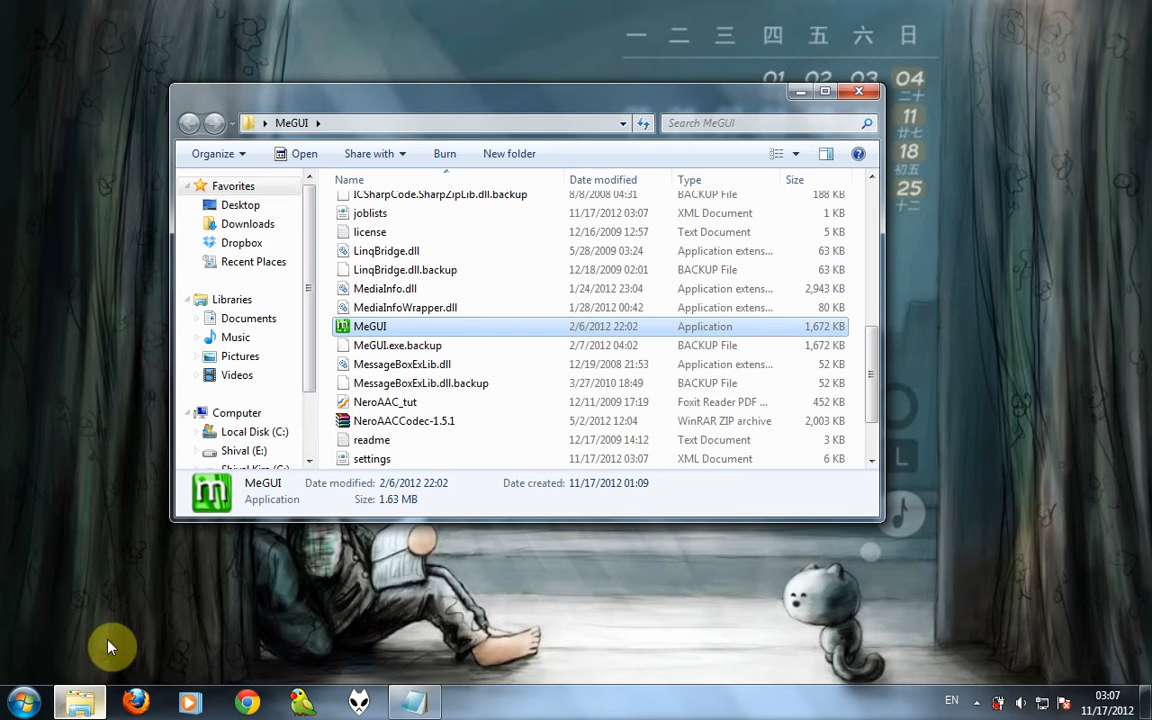 一 二 三 四 五 六 日
01 02 03 04
二十
11
廿七
18
初五
25
十二
MeGUI
Search MeGUI
Organize Open Share with Burn New folder
Name Date modified Type Size
Favorites
Desktop
Downloads
Dropbox
Recent Places
Libraries
Documents
Music
Pictures
Videos
Computer
Local Disk (C:)
Shival (E:)
ICSharpCode.SharpZipLib.dll.backup 8/8/2008 04:31 BACKUP File 188 KB
joblists 11/17/2012 03:07 XML Document 1 KB
license 12/16/2009 12:57 Text Document 5 KB
LinqBridge.dll 5/28/2009 03:24 Application extens... 63 KB
LinqBridge.dll.backup 12/18/2009 02:01 BACKUP File 63 KB
MediaInfo.dll 1/24/2012 23:04 Application extens... 2,943 KB
MediaInfoWrapper.dll 1/28/2012 00:42 Application extens... 80 KB
MeGUI 2/6/2012 22:02 Application 1,672 KB
MeGUI.exe.backup 2/7/2012 04:02 BACKUP File 1,672 KB
MessageBoxExLib.dll 12/19/2008 21:53 Application extens... 52 KB
MessageBoxExLib.dll.backup 3/27/2010 18:49 BACKUP File 52 KB
NeroAAC_tut 12/11/2009 17:19 Foxit Reader PDF ... 452 KB
NeroAACCodec-1.5.1 5/2/2012 12:04 WinRAR ZIP archive 2,003 KB
readme 12/17/2009 14:12 Text Document 3 KB
settings 11/17/2012 03:07 XML Document 6 KB
MeGUI Date modified: 2/6/2012 22:02 Date created: 11/17/2012 01:09
Application Size: 1.63 MB
EN
03:07
11/17/2012